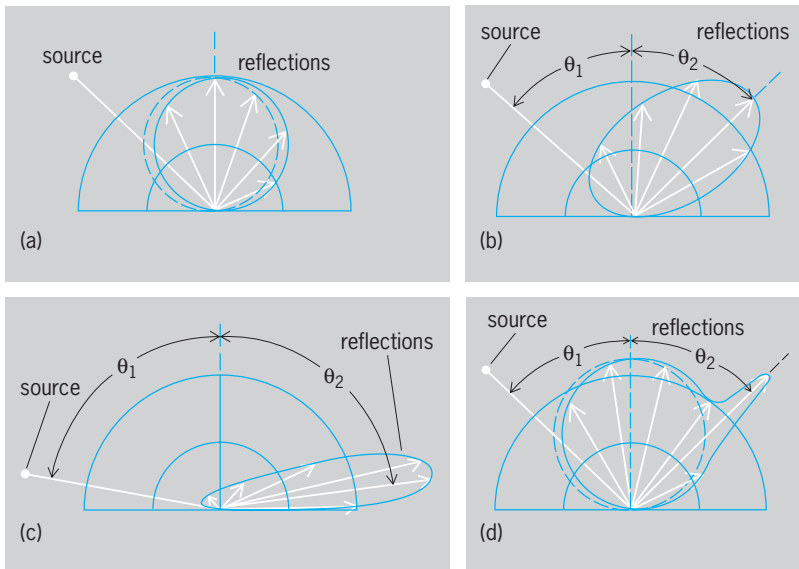 source
reflections
(a)
source
reflections
θ1
θ2
(b)
source
reflections
θ1
θ2
(c)
source
reflections
θ1
θ2
(d)